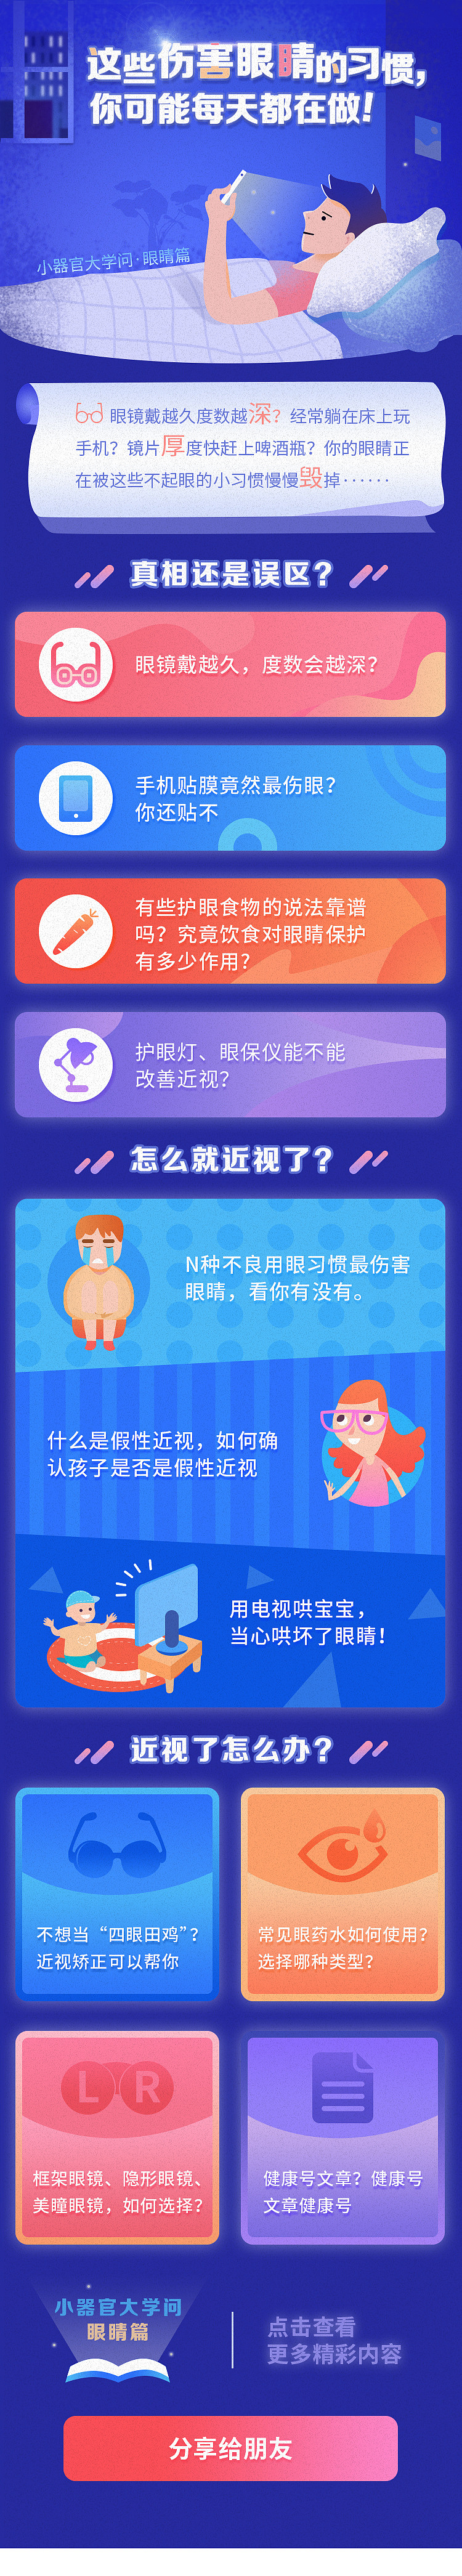 这些伤害眼睛的习惯，
你可能每天都在做！
小器官大学问·眼睛篇
眼镜戴越久度数越深？经常躺在床上玩
手机？镜片厚度快赶上啤酒瓶？你的眼睛正
在被这些不起眼的小习惯慢慢毁掉······
真相还是误区？
眼镜戴越久，度数会越深？
手机贴膜竟然最伤眼？
你还贴不
有些护眼食物的说法靠谱
吗？究竟饮食对眼睛保护
有多少作用？
护眼灯、眼保仪能不能
改善近视？
怎么就近视了？
N种不良用眼习惯最伤害
眼睛，看你有没有。
什么是假性近视，如何确
认孩子是否是假性近视
用电视哄宝宝，
当心哄坏了眼睛！
近视了怎么办？
不想当“四眼田鸡”？
近视矫正可以帮你
常见眼药水如何使用？
选择哪种类型？
L R
框架眼镜、隐形眼镜、
美瞳眼镜，如何选择？
健康号文章？健康号
文章健康号
小器官大学问
眼睛篇
点击查看
更多精彩内容
分享给朋友